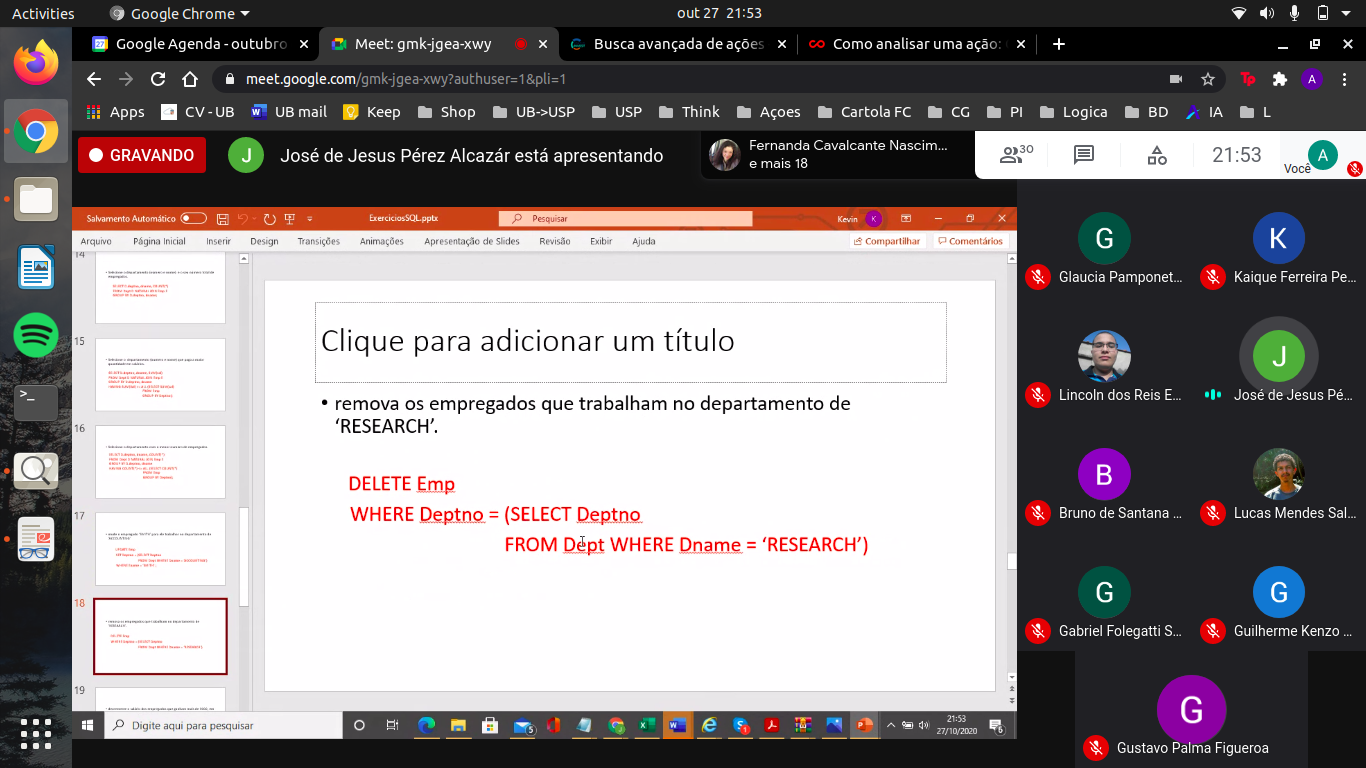 Activities
Google Chrome
out 27 21:53
Google Agenda - outubro
Meet: gmk-jgea-xwy
Busca avançada de
es
Como analisar uma ação:
meet.google.com/gmk-jgea-xwy?authuser=1&pli=1
A
Apps
CV - UB
UB mail
Keep
Shop
UB->USP
USP
Think
Açoes
Cartola FC
CG
PI
Logica
BD
IA
L
GRAVANDO
J
José de Jesus Pérez Alcazár está apresentando
Fernanda Cavalcante Nascim...
e mais 18
30
21:53
A
Você
Salvamento Automático
ExerciciosSQL.pptx
Pesquisar
Kevin
K
Arquivo
Página Inicial
Inserir
Design
Transições
Animações
Apresentação de Slides
Revisão
Exibir
Ajuda
Compartilhar
Comentários
14
15
16
17
18
19
Clique para adicionar um título
• remova os empregados que trabalham no departamento de
‘RESEARCH’.
DELETE Emp
WHERE Deptno = (SELECT Deptno
FROM Dept WHERE Dname = ‘RESEARCH’)
G
Glaucia Pamponet...
K
Kaique Ferreira Pe...
Lincoln dos Reis E...
J
José de Jesus Pé...
B
Bruno de Santana ...
Lucas Mendes Sal...
G
Gabriel Folegatti S...
G
Guilherme Kenzo ...
G
Gustavo Palma Figueroa
Digite aqui para pesquisar
5
21:53
27/10/2020
6